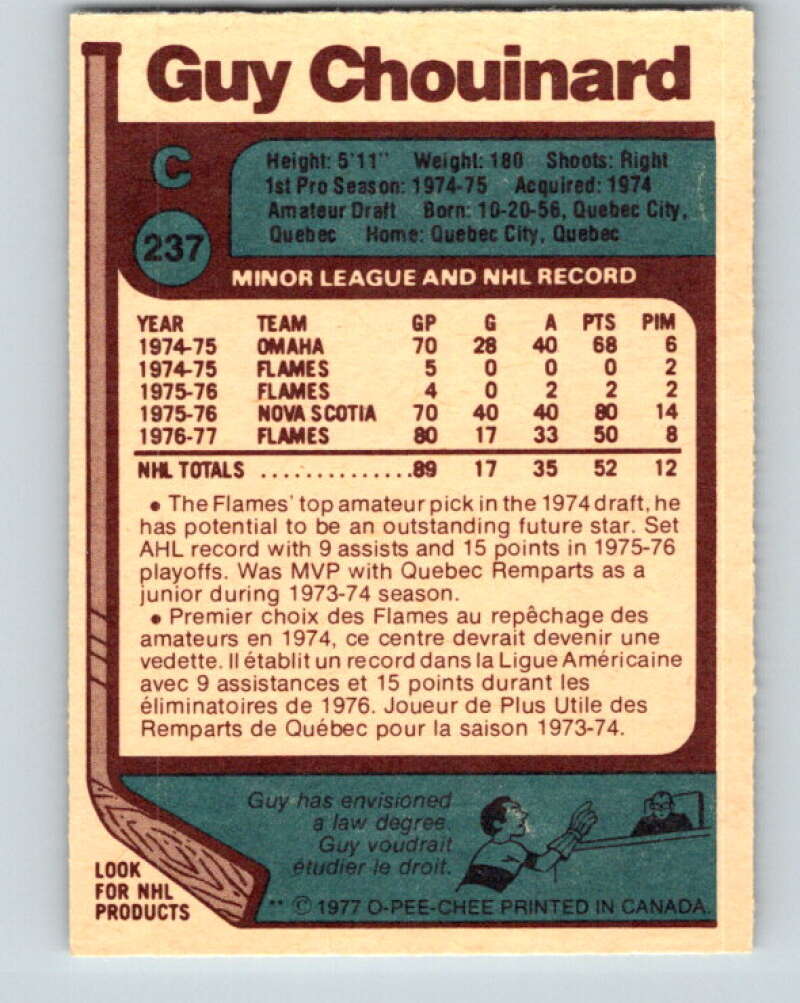 Guy Chouinard
C
237
Height: 5'11" Weight: 180 Shoots: Right
1st Pro Season: 1974-75 Acquired: 1974
Amateur Draft Born: 10-20-56, Quebec City,
Quebec Home: Quebec City, Quebec
MINOR LEAGUE AND NHL RECORD
YEAR TEAM GP G A PTS PIM
1974-75 OMAHA 70 28 40 68 6
1974-75 FLAMES 5 0 0 0 2
1975-76 FLAMES 4 0 2 2 2
1975-76 NOVA SCOTIA 70 40 40 80 14
1976-77 FLAMES 80 17 33 50 8
NHL TOTALS ..............89 17 35 52 12
• The Flames' top amateur pick in the 1974 draft, he
has potential to be an outstanding future star. Set
AHL record with 9 assists and 15 points in 1975-76
playoffs. Was MVP with Quebec Remparts as a
junior during 1973-74 season.
• Premier choix des Flames au repêchage des
amateurs en 1974, ce centre devrait devenir une
vedette. Il établit un record dans la Ligue Américaine
avec 9 assistances et 15 points durant les
éliminatoires de 1976. Joueur de Plus Utile des
Remparts de Québec pour la saison 1973-74.
Guy has envisioned
a law degree.
Guy voudrait
étudier le droit.
LOOK
FOR NHL
PRODUCTS
** © 1977 O-PEE-CHEE PRINTED IN CANADA.